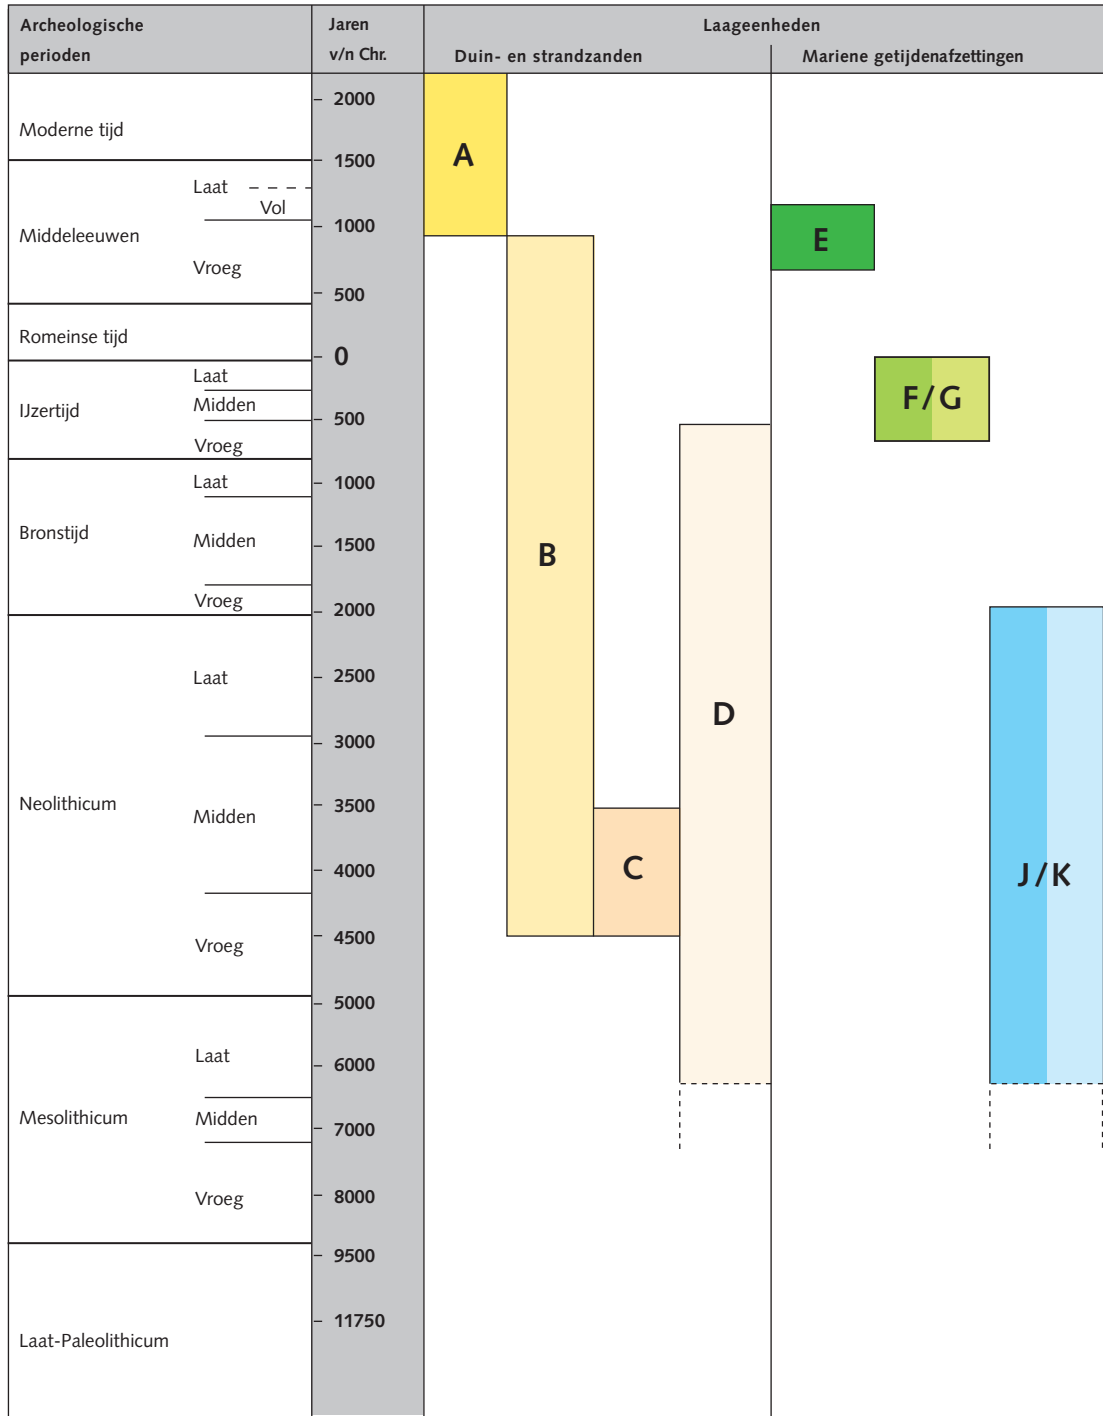 Archeologische
perioden
Jaren
v/n Chr.
Laageenheden
Duin- en strandzanden
Mariene getijdenafzettingen
Moderne tijd
Middeleeuwen
Laat
Vol
Vroeg
Romeinse tijd
IJzertijd
Laat
Midden
Vroeg
Bronstijd
Laat
Midden
Vroeg
Neolithicum
Laat
Midden
Vroeg
Mesolithicum
Laat
Midden
Vroeg
Laat-Paleolithicum
2000
1500
1000
500
0
500
1000
1500
2000
2500
3000
3500
4000
4500
5000
6000
7000
8000
9500
11750
A
B
C
D
E
F/G
J/K